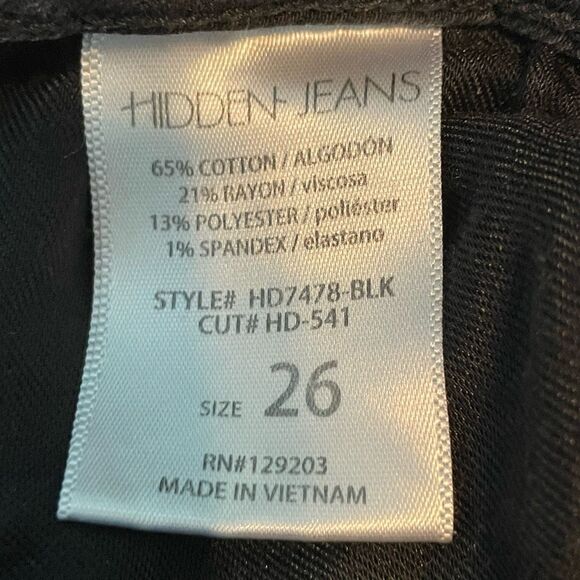 HIDDEN JEANS
65% COTTON / ALGODÓN
21% RAYON / viscosa
13% POLYESTER / poliéster
1% SPANDEX / elastano
STYLE# HD7478-BLK
CUT# HD-541
SIZE 26
RN#129203
MADE IN VIETNAM